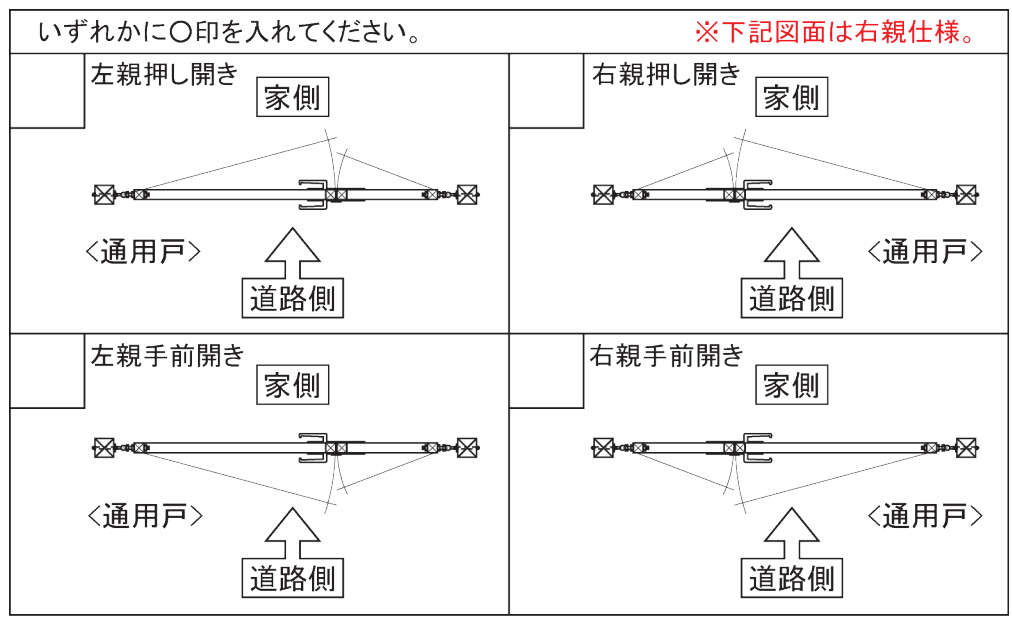 いずれかに〇印を入れてください。
※下記図面は右親仕様。
左親押し開き
家側
<通用戸>
道路側
右親押し開き
家側
<通用戸>
道路側
左親手前開き
家側
<通用戸>
道路側
右親手前開き
家側
<通用戸>
道路側